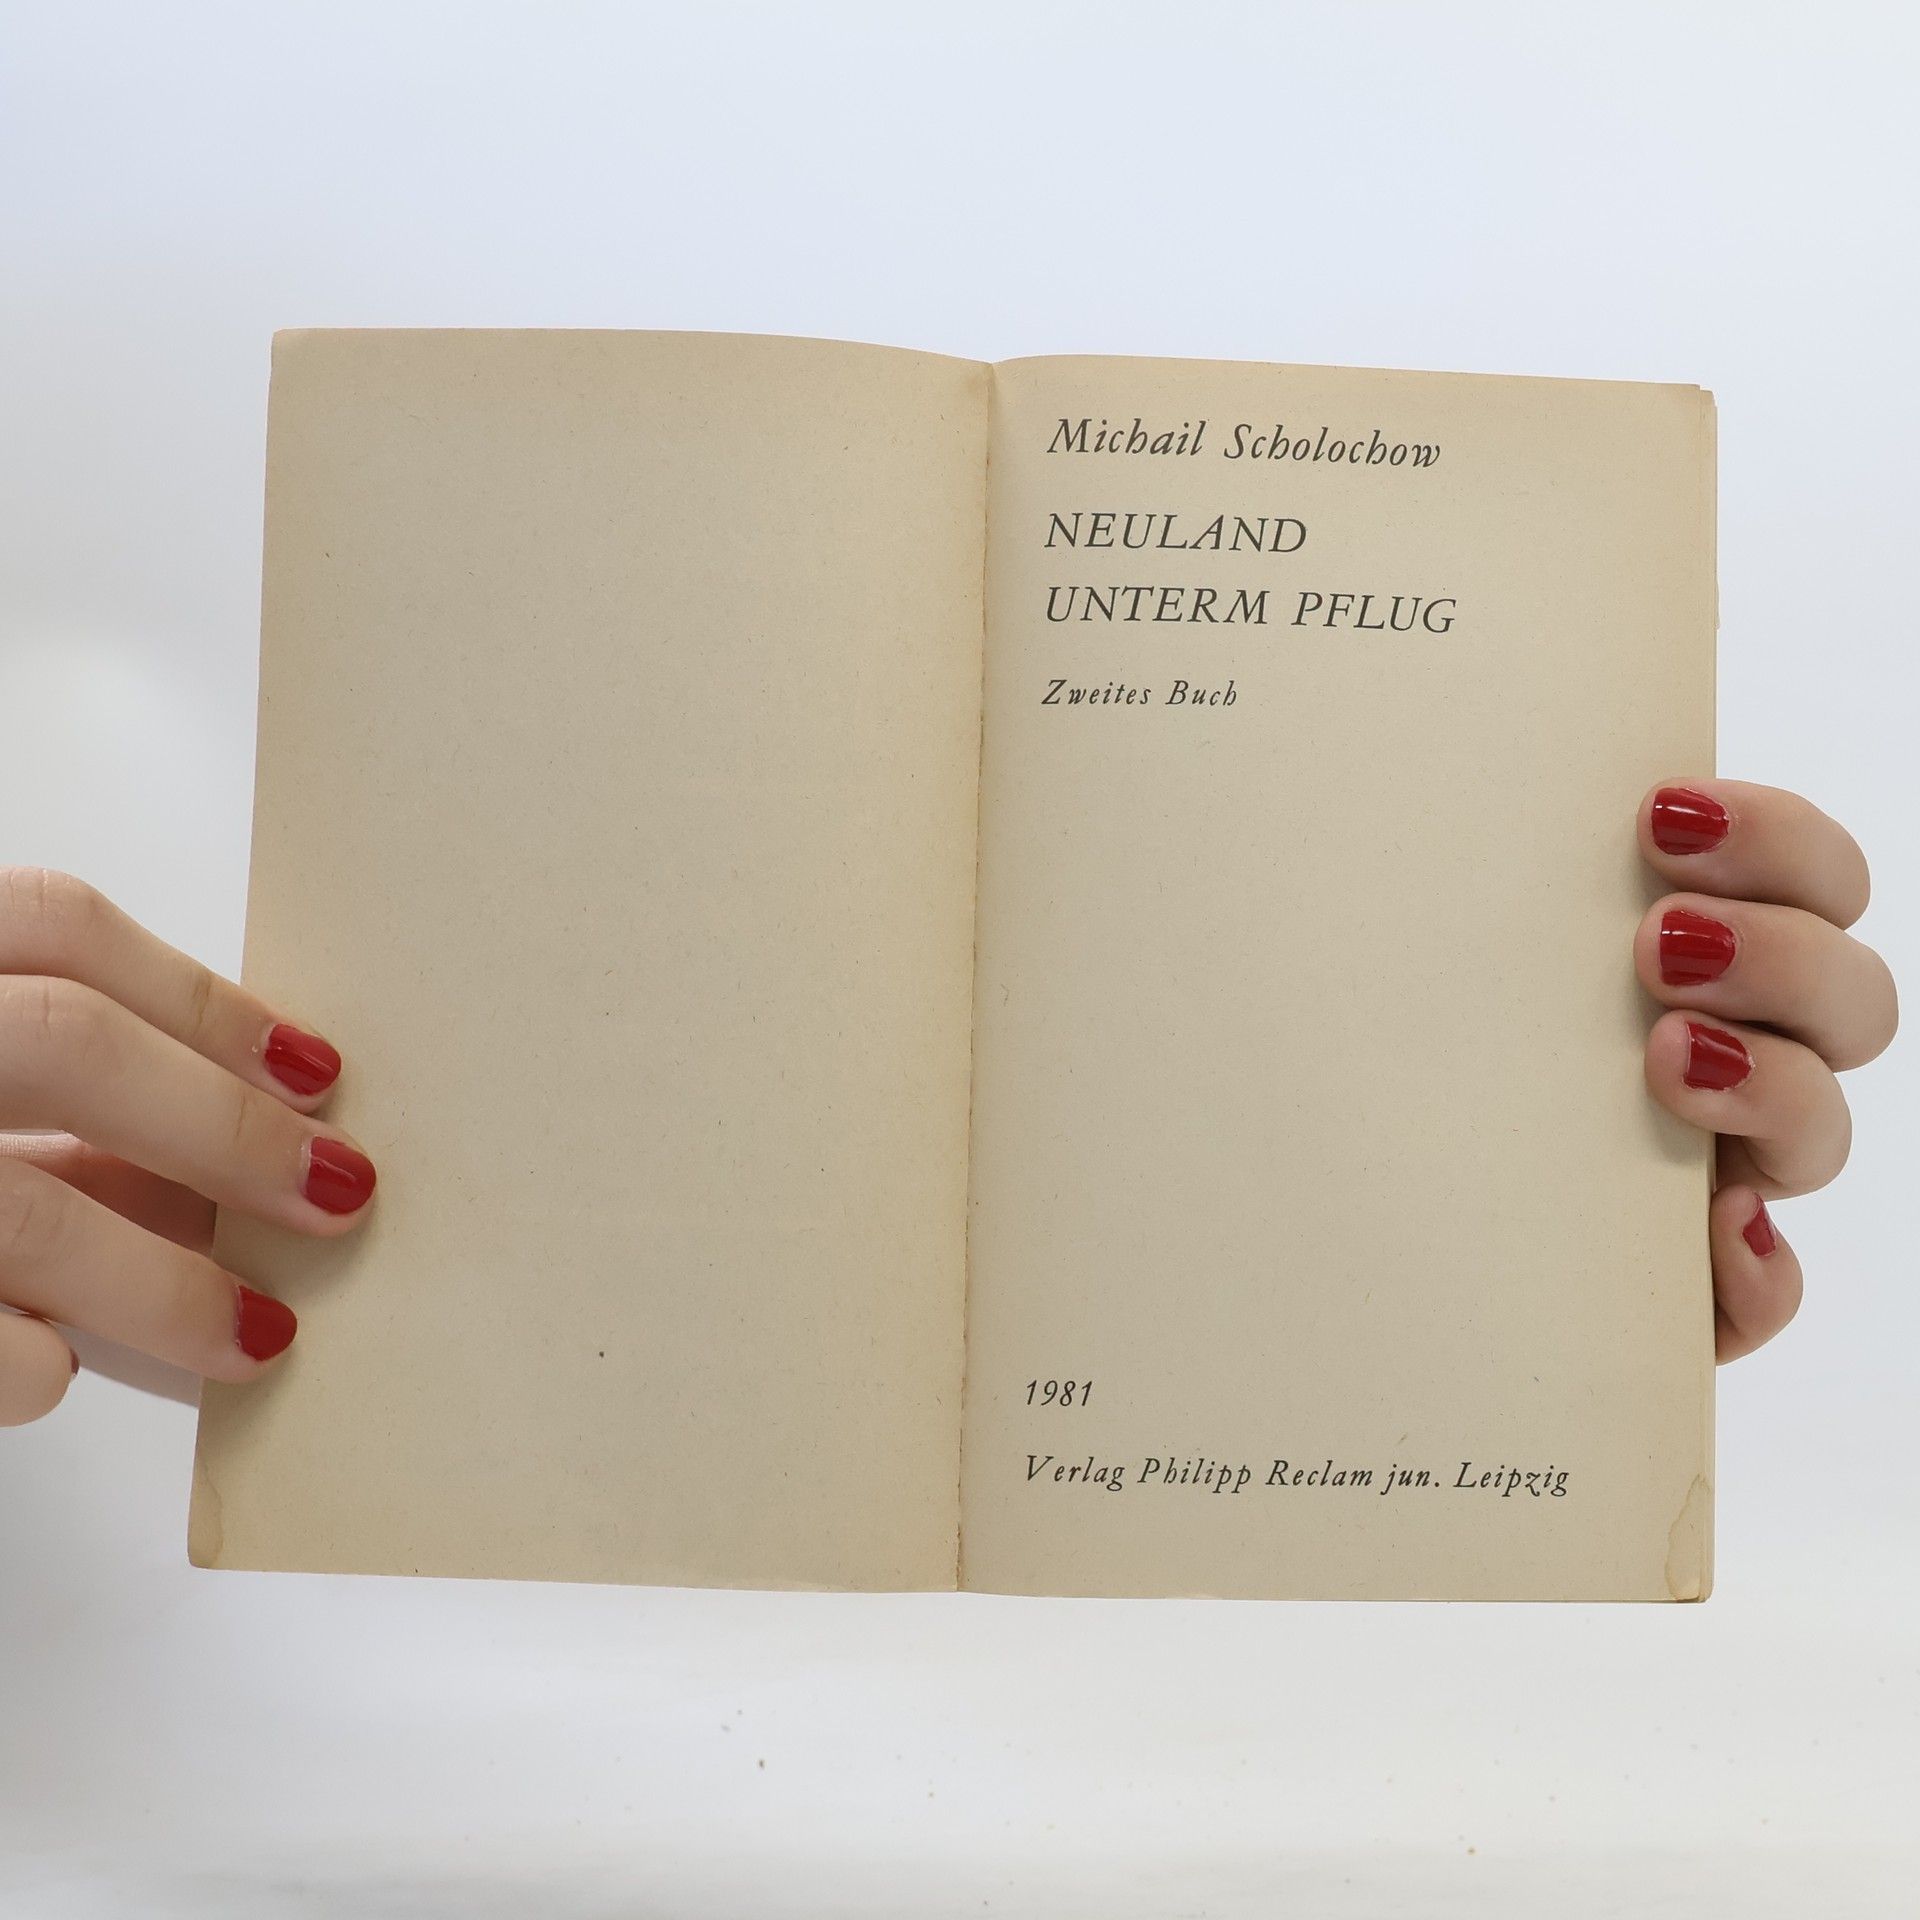 Michail Scholochow
NEULAND
UNTERM PFLUG
Zweites Buch
1981
Verlag Philipp Reclam jun. Leipzig